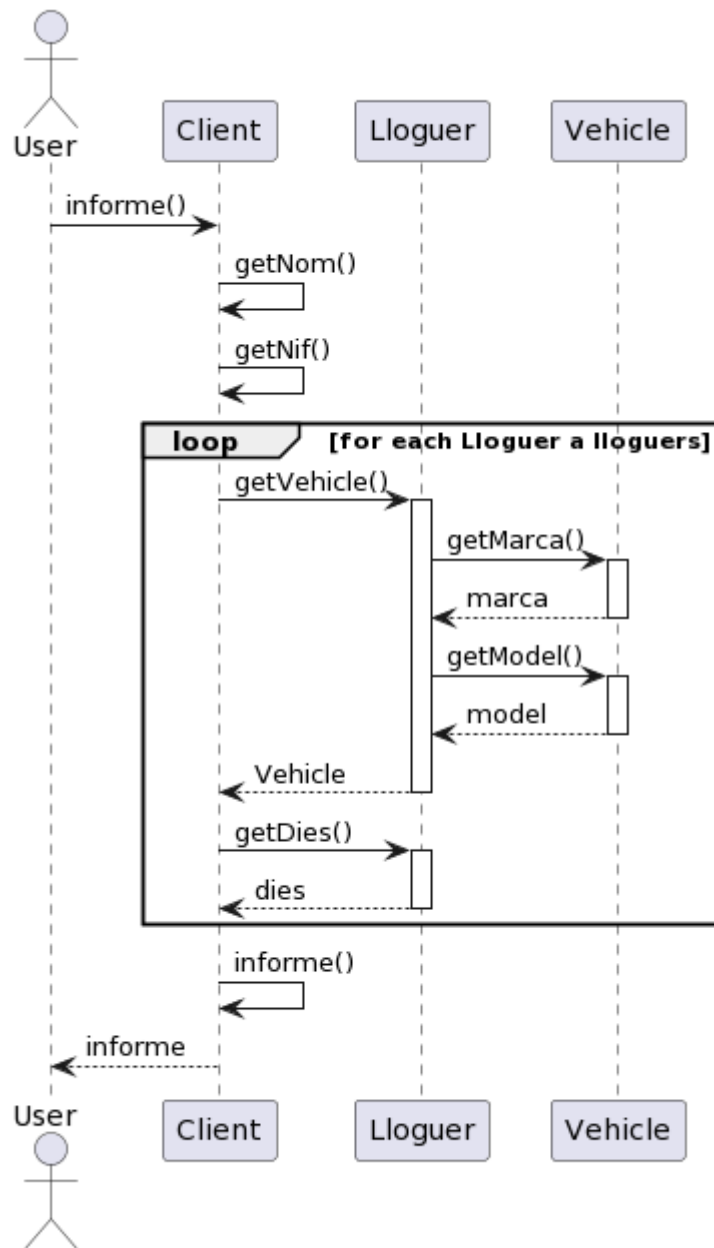 User
Client
Lloguer
Vehicle
informe()
getNom()
getNif()
loop
[for each Lloguer a lloguers]
getVehicle()
getMarca()
marca
getModel()
model
Vehicle
getDies()
dies
informe()
informe
User
Client
Lloguer
Vehicle